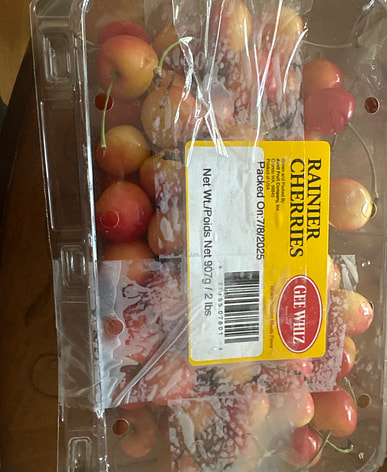 RAINIER
CHERRIES
GEE WHIZ
Packed On:7/8/2025
Net Wt./Poids Net 907g / 2 lbs.